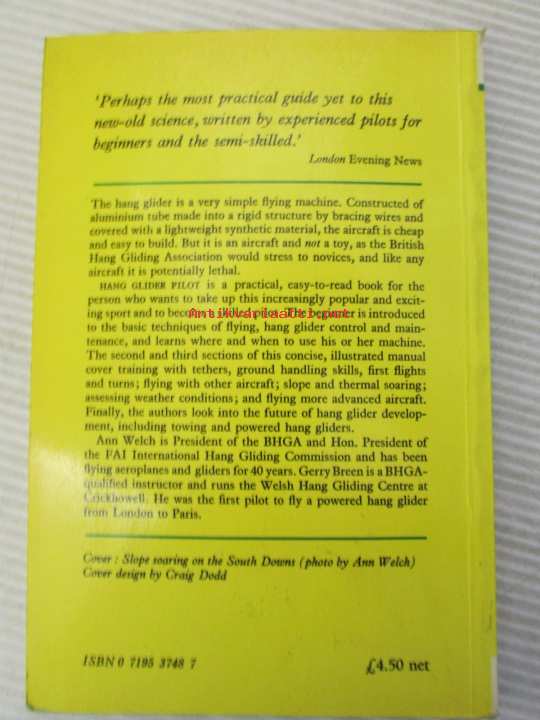 'Perhaps the most practical guide yet to this
new-old science, written by experienced pilots for
beginners and the semi-skilled.'
London Evening News
The hang glider is a very simple flying machine. Constructed of
aluminium tube made into a rigid structure by bracing wires and
covered with a lightweight synthetic material, the aircraft is cheap
and easy to build. But it is an aircraft and not a toy, as the British
Hang Gliding Association would stress to novices, and like any
aircraft it is potentially lethal.
HANG GLIDER PILOT is a practical, easy-to-read book for the
person who wants to take up this increasingly popular and excit-
ing sport and to become a skilled pilot. The beginner is introduced
to the basic techniques of flying, hang glider control and main-
tenance, and learns where and when to use his or her machine.
The second and third sections of this concise, illustrated manual
cover training with tethers, ground handling skills, first flights
and turns; flying with other aircraft; slope and thermal soaring;
assessing weather conditions; and flying more advanced aircraft.
Finally, the authors look into the future of hang glider develop-
ment, including towing and powered hang gliders.
Ann Welch is President of the BHGA and Hon. President of
the FAI International Hang Gliding Commission and has been
flying aeroplanes and gliders for 40 years. Gerry Breen is a BHGA-
qualified instructor and runs the Welsh Hang Gliding Centre at
Crickhowell. He was the first pilot to fly a powered hang glider
from London to Paris.
Cover: Slope soaring on the South Downs (photo by Ann Welch)
Cover design by Craig Dodd
ISBN 0 7195 3748 7
£4.50 net